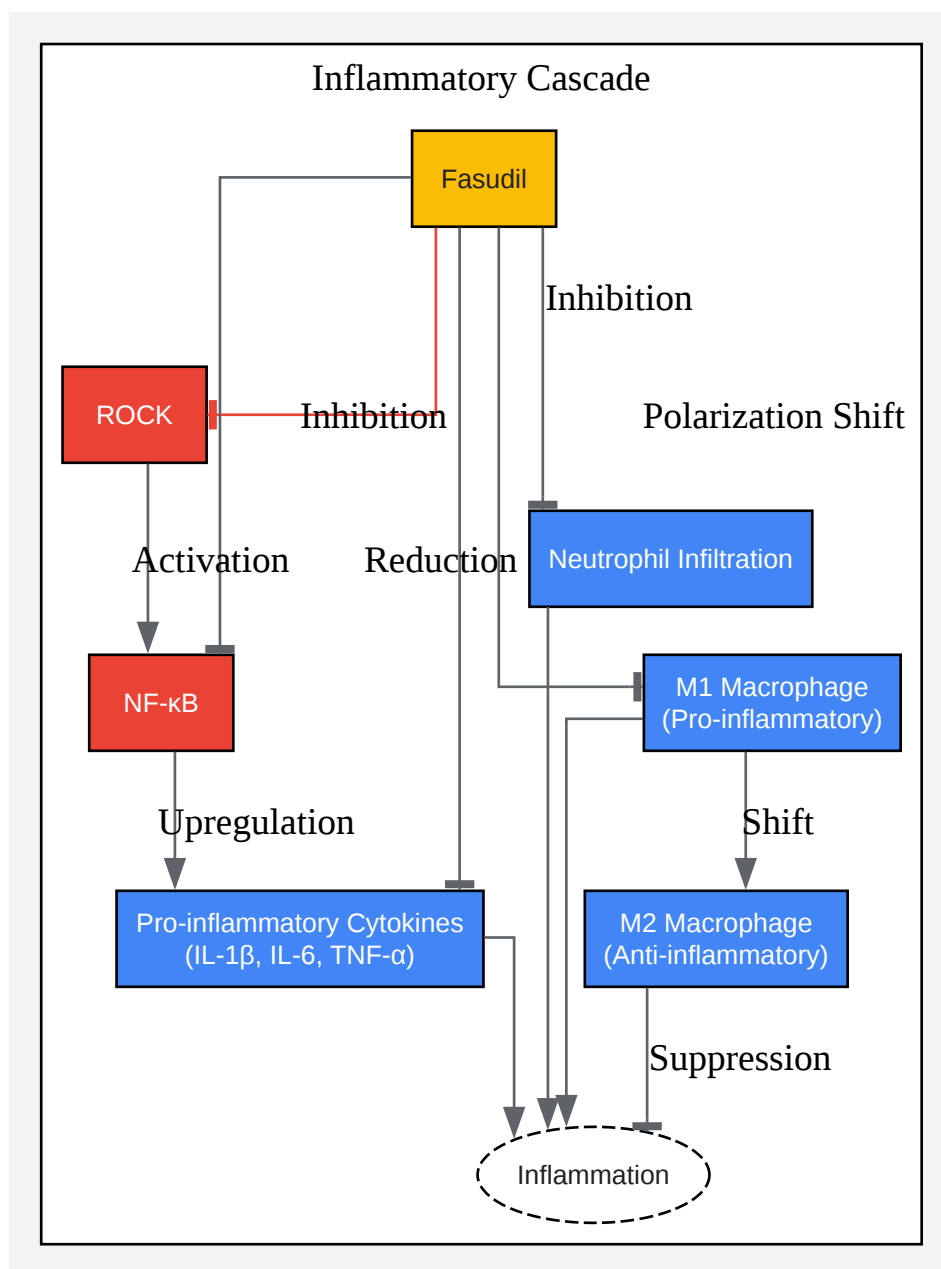 Inflammatory Cascade
Fasudil
Inhibition
ROCK
Inhibition
Polarization Shift
Activation
Reduction
Neutrophil Infiltration
NF-κB
M1 Macrophage
(Pro-inflammatory)
Upregulation
Shift
Pro-inflammatory Cytokines
(IL-1β, IL-6, TNF-α)
M2 Macrophage
(Anti-inflammatory)
Suppression
Inflammation